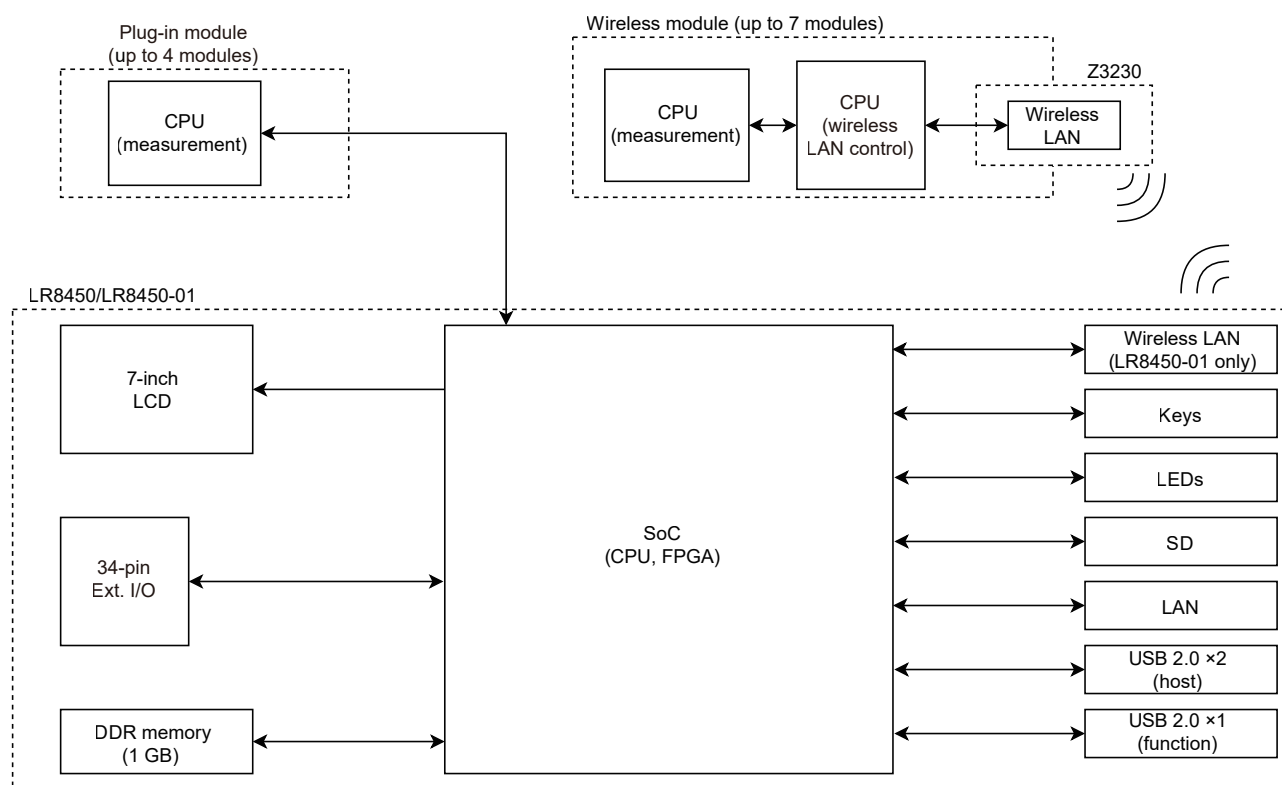 Plug-in module
(up to 4 modules)
CPU
(measurement)
Wireless module (up to 7 modules)
CPU
(measurement)
CPU
(wireless
LAN control)
Z3230
Wireless
LAN
LR8450/LR8450-01
7-inch
LCD
34-pin
Ext. I/O
DDR memory
(1 GB)
SoC
(CPU, FPGA)
Wireless LAN
(LR8450-01 only)
Keys
LEDs
SD
LAN
USB 2.0 ×2
(host)
USB 2.0 ×1
(function)